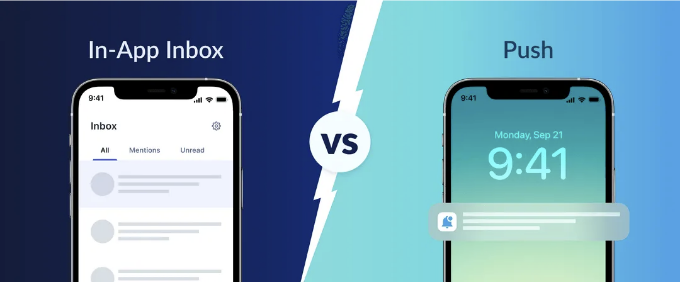 In-App Inbox
9:41
Inbox
All Mentions Unread
VS
Push
9:41
Monday, Sep 21
9:41